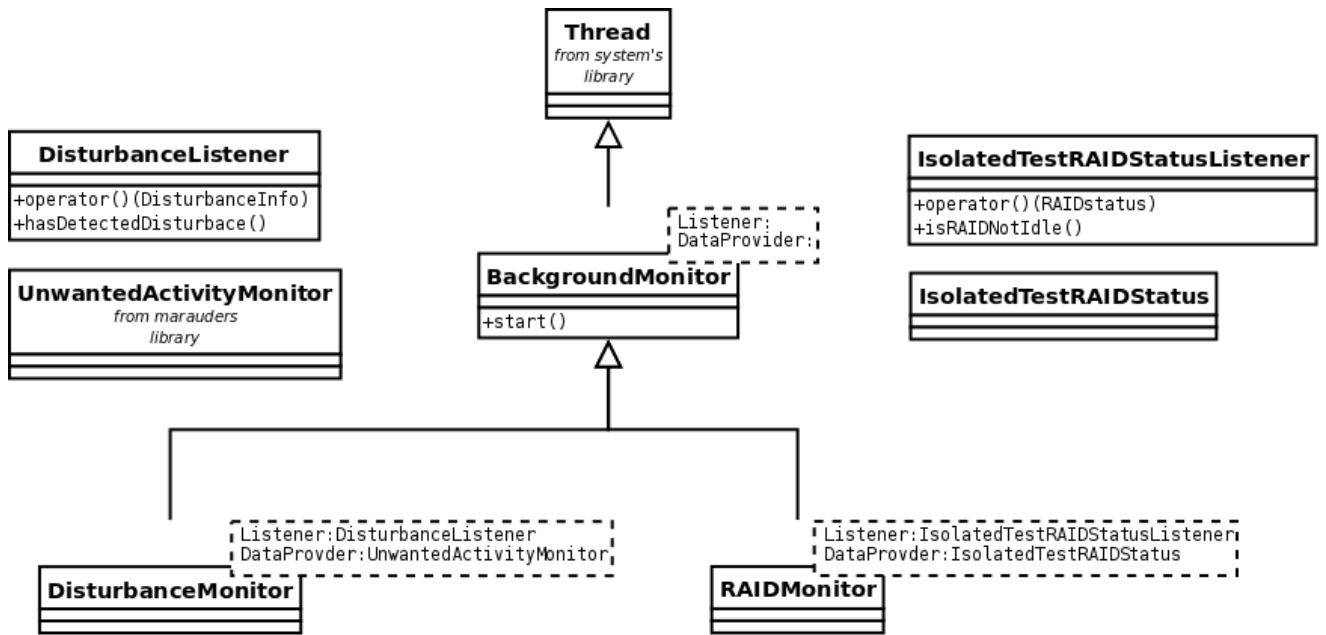 Thread
from system's
library
DisturbanceListener
+operator()(DisturbanceInfo)
+hasDetectedDisturbace()
IsolatedTestRAIDStatusListener
+operator()(RAIDstatus)
+isRAIDNotIdle()
Listener:
DataProvider:
BackgroundMonitor
+start()
UnwantedActivityMonitor
from marauders
library
IsolatedTestRAIDStatus
Listener:DisturbanceListener
DataProvder:UnwantedActivityMonitor
DisturbanceMonitor
Listener:IsolatedTestRAIDStatusListener
DataProvder:IsolatedTestRAIDStatus
RAIDMonitor